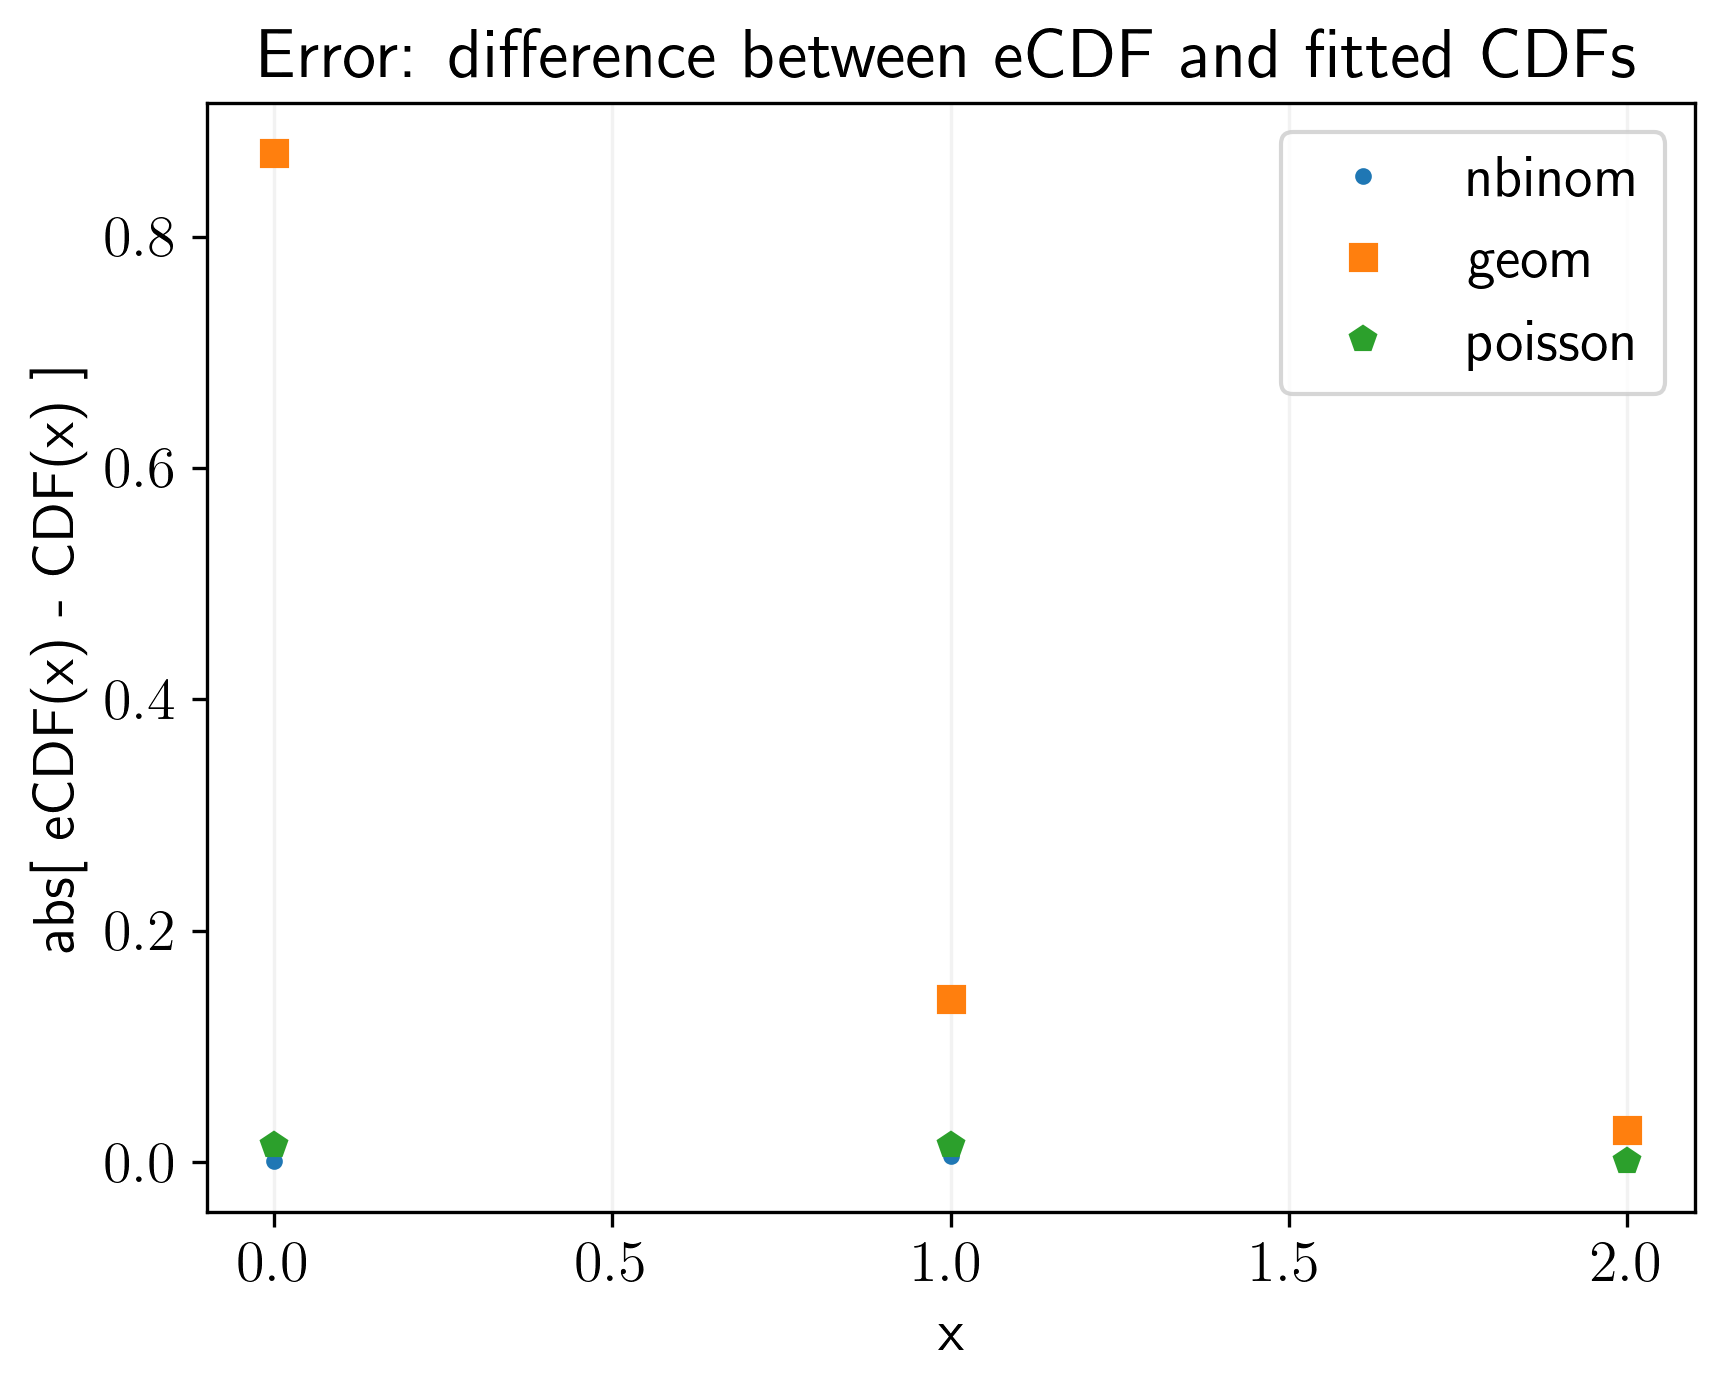 Error: difference between eCDF and fitted CDFs
nbinom
geom
poisson
abs[ eCDF(x) - CDF(x) ]
0.8
0.6
0.4
0.2
0.0
0.0 0.5 1.0 1.5 2.0
x